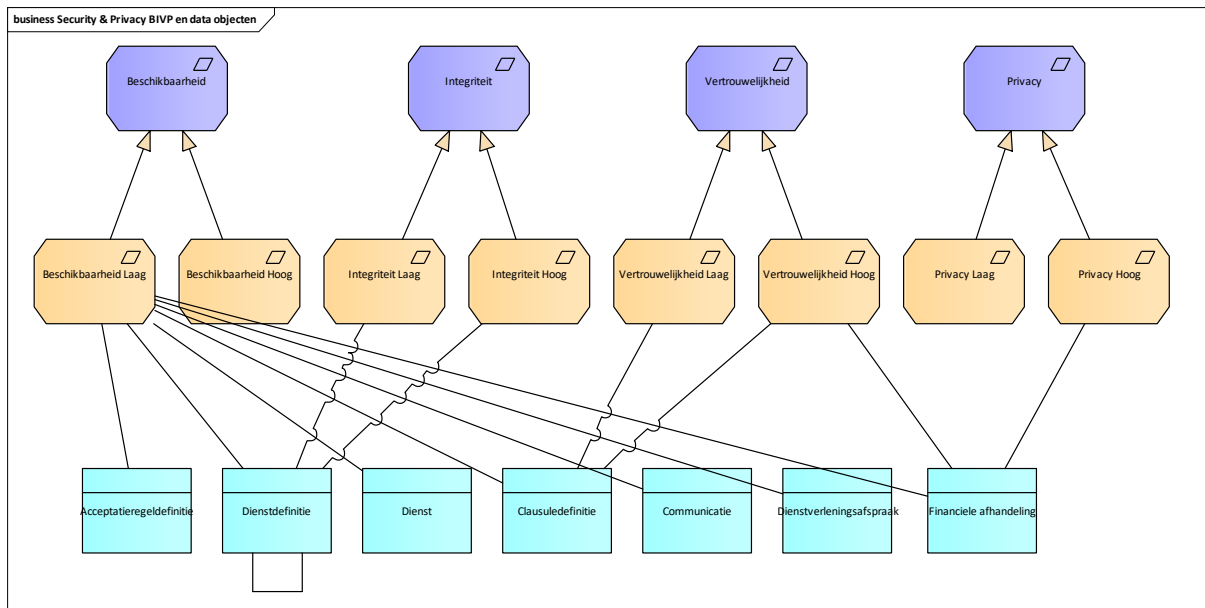 business Security & Privacy BIVP en data objecten
Beschikbaarheid
Integriteit
Vertrouwelijkheid
Privacy
Beschikbaarheid Laag
Beschikbaarheid Hoog
Integriteit Laag
Integriteit Hoog
Vertrouwelijkheid Laag
Vertrouwelijkheid Hoog
Privacy Laag
Privacy Hoog
Acceptatieregeldefinitie
Dienstdefinitie
Dienst
Clausuledefinitie
Communicatie
Dienstverleningsafspraak
Financiele afhandeling